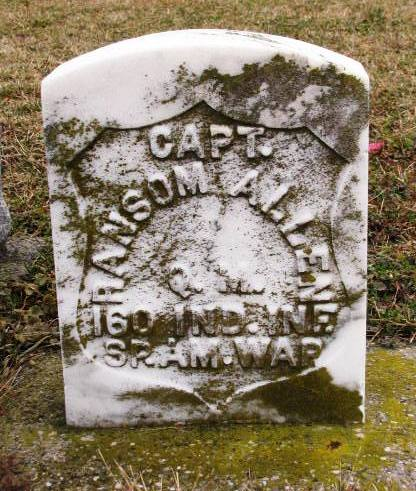 CAPT.
RANSOM ALLEN
Q. M.
160 IND. INF.
SP. AM. WAR